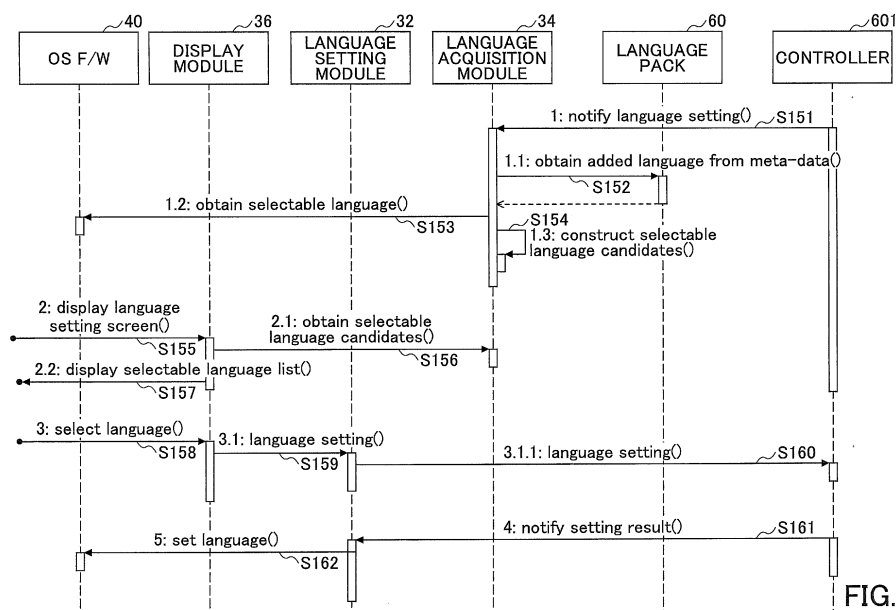 40
36
32
34
60
601
OS F/W
DISPLAY
MODULE
LANGUAGE
SETTING
MODULE
LANGUAGE
ACQUISITION
MODULE
LANGUAGE
PACK
CONTROLLER
1: notify language setting()
S151
1.1: obtain added language from meta-data()
S152
1.2: obtain selectable language()
S153
S154
1.3: construct selectable
language candidates()
2: display language
setting screen()
S155
2.1: obtain selectable
language candidates()
S156
2.2: display selectable language list()
S157
3: select language()
S158
3.1: language setting()
S159
3.1.1: language setting()
S160
4: notify setting result()
S161
5: set language()
S162
FIG.